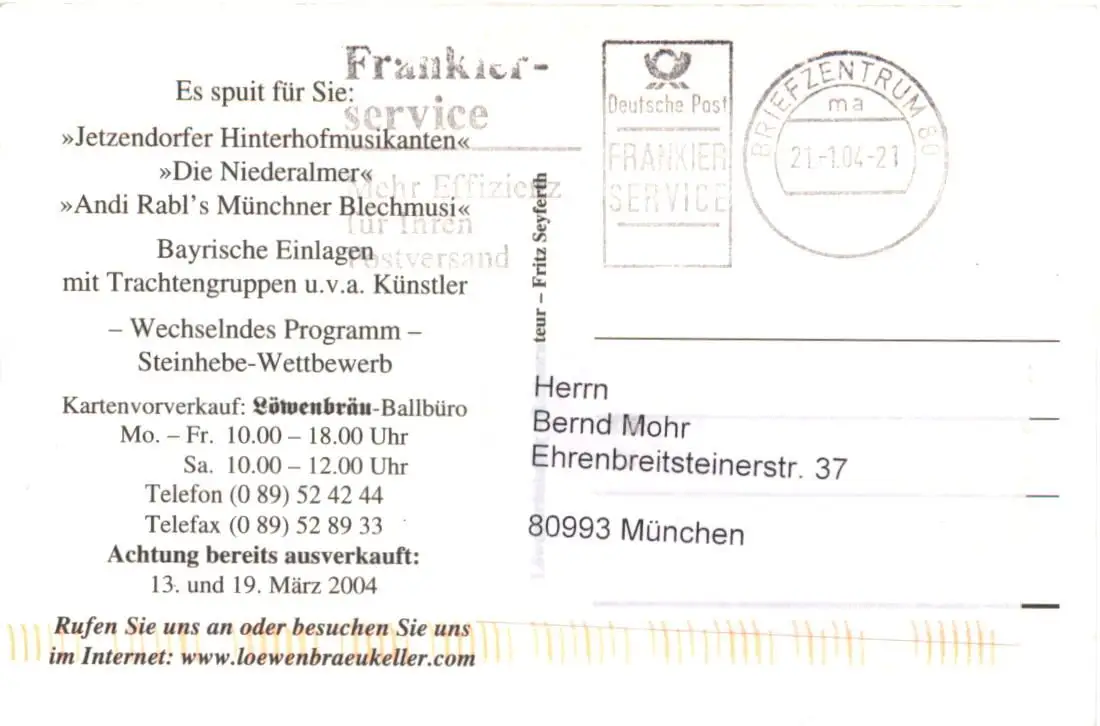 Frankier-
service
Mehr Effizienz
für Ihren
Postversand
Deutsche Post
FRANKIER
SERVICE
BRIEFZENTRUM 80
ma
21.-1.04-21
Es spuit für Sie:
»Jetzendorfer Hinterhofmusikanten«
»Die Niederalmer«
»Andi Rabl's Münchner Blechmusi«
Bayrische Einlagen
mit Trachtengruppen u.v.a. Künstler
– Wechselndes Programm –
Steinhebe-Wettbewerb
Kartenvorverkauf: Löwenbräu-Ballbüro
Mo. – Fr. 10.00 – 18.00 Uhr
Sa. 10.00 – 12.00 Uhr
Telefon (0 89) 52 42 44
Telefax (0 89) 52 89 33
Achtung bereits ausverkauft:
13. und 19. März 2004
Rufen Sie uns an oder besuchen Sie uns
im Internet: www.loewenbraeukeller.com
teur – Fritz Seyferth
Herrn
Bernd Mohr
Ehrenbreitsteinerstr. 37
80993 München